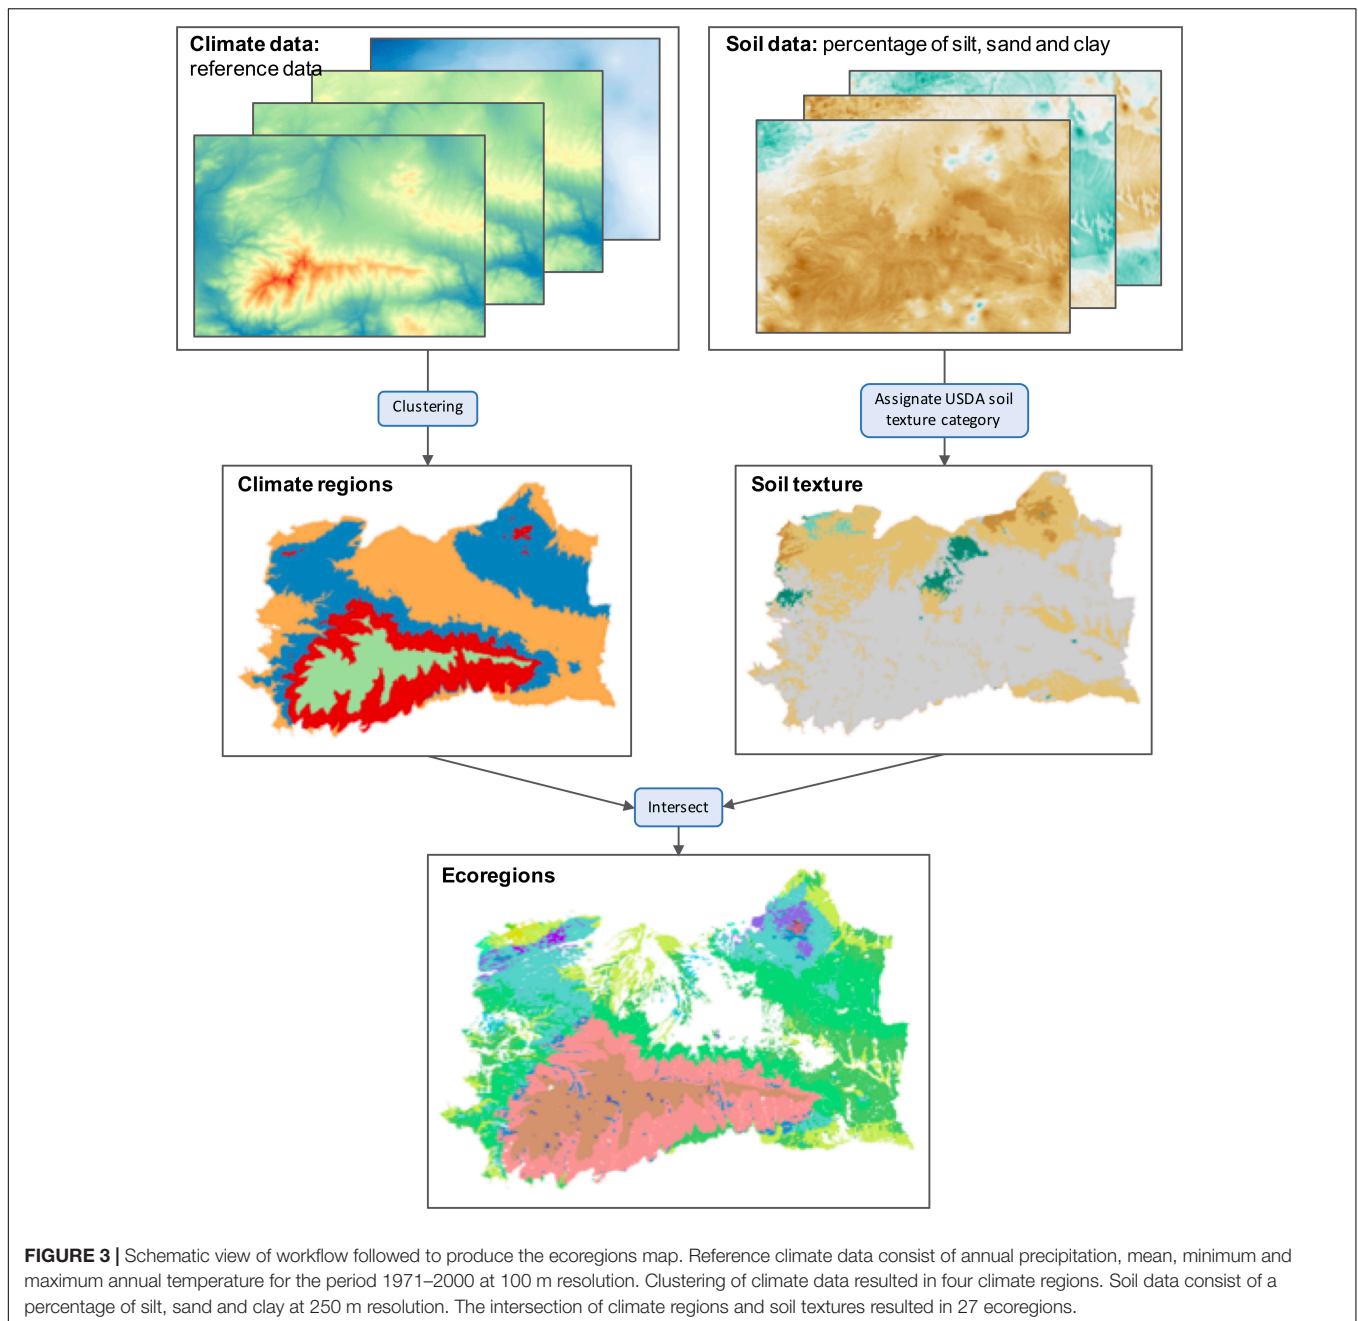 Climate data:
reference data
Soil data: percentage of silt, sand and clay
Clustering
Assignate USDA soil
texture category
Climate regions
Soil texture
Intersect
Ecoregions
FIGURE 3 | Schematic view of workflow followed to produce the ecoregions map. Reference climate data consist of annual precipitation, mean, minimum and
maximum annual temperature for the period 1971–2000 at 100 m resolution. Clustering of climate data resulted in four climate regions. Soil data consist of a
percentage of silt, sand and clay at 250 m resolution. The intersection of climate regions and soil textures resulted in 27 ecoregions.